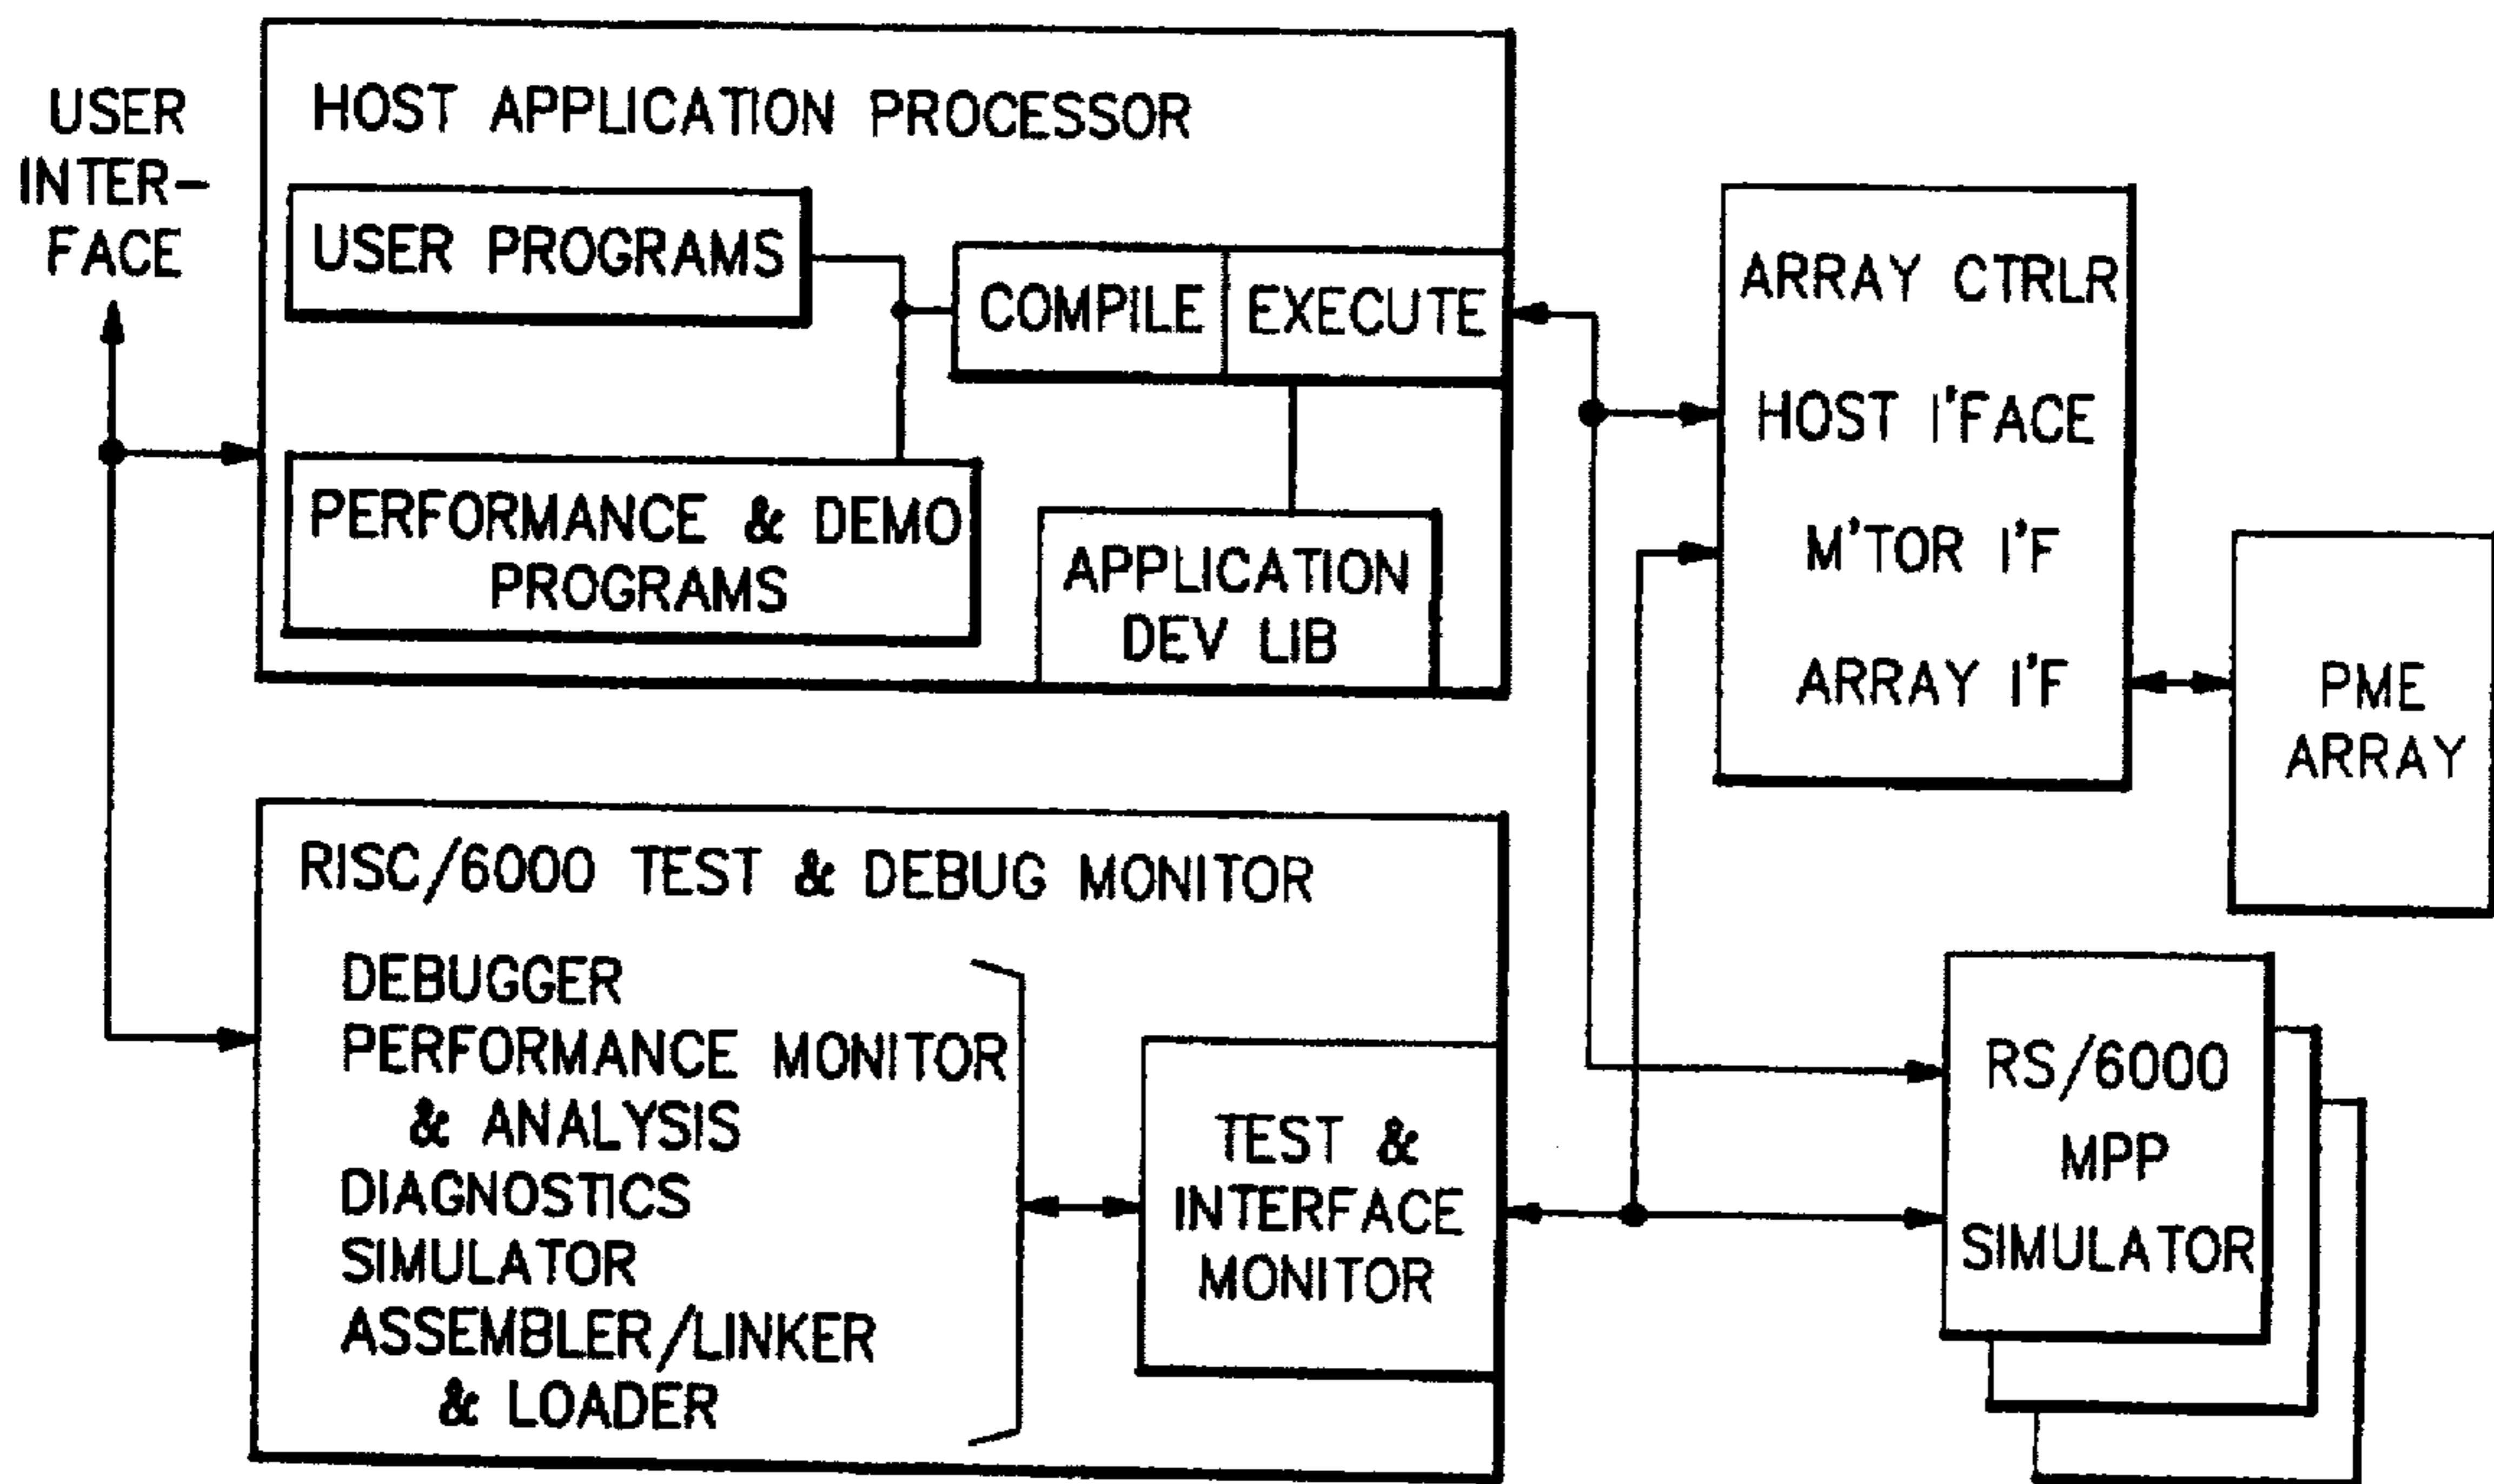 USER
INTER-
FACE
HOST APPLICATION PROCESSOR
USER PROGRAMS
COMPILE
EXECUTE
PERFORMANCE & DEMO
PROGRAMS
APPLICATION
DEV LIB
ARRAY CTRLR
HOST I'FACE
M'TOR I'F
ARRAY I'F
PME
ARRAY
RISC/6000 TEST & DEBUG MONITOR
DEBUGGER
PERFORMANCE MONITOR
& ANALYSIS
DIAGNOSTICS
SIMULATOR
ASSEMBLER/LINKER
& LOADER
TEST &
INTERFACE
MONITOR
RS/6000
MPP
SIMULATOR